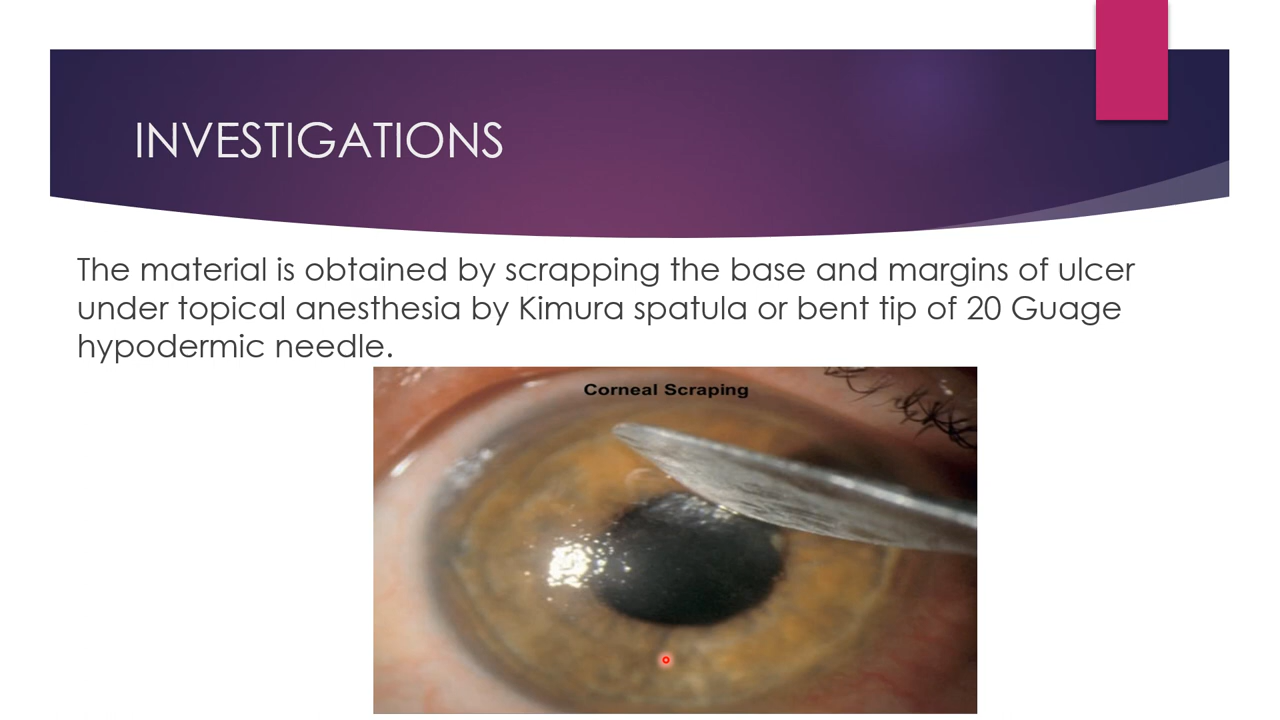 INVESTIGATIONS
The material is obtained by scrapping the base and margins of ulcer
under topical anesthesia by Kimura spatula or bent tip of 20 Guage
hypodermic needle.
Corneal Scraping